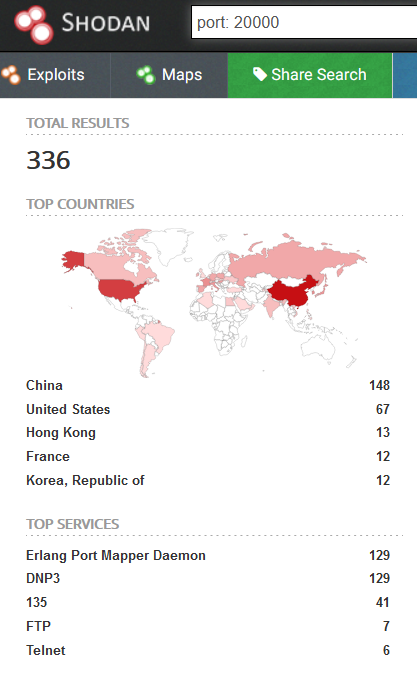 SHODAN
port: 20000
Exploits
Maps
Share Search
TOTAL RESULTS
336
TOP COUNTRIES
China 148
United States 67
Hong Kong 13
France 12
Korea, Republic of 12
TOP SERVICES
Erlang Port Mapper Daemon 129
DNP3 129
135 41
FTP 7
Telnet 6